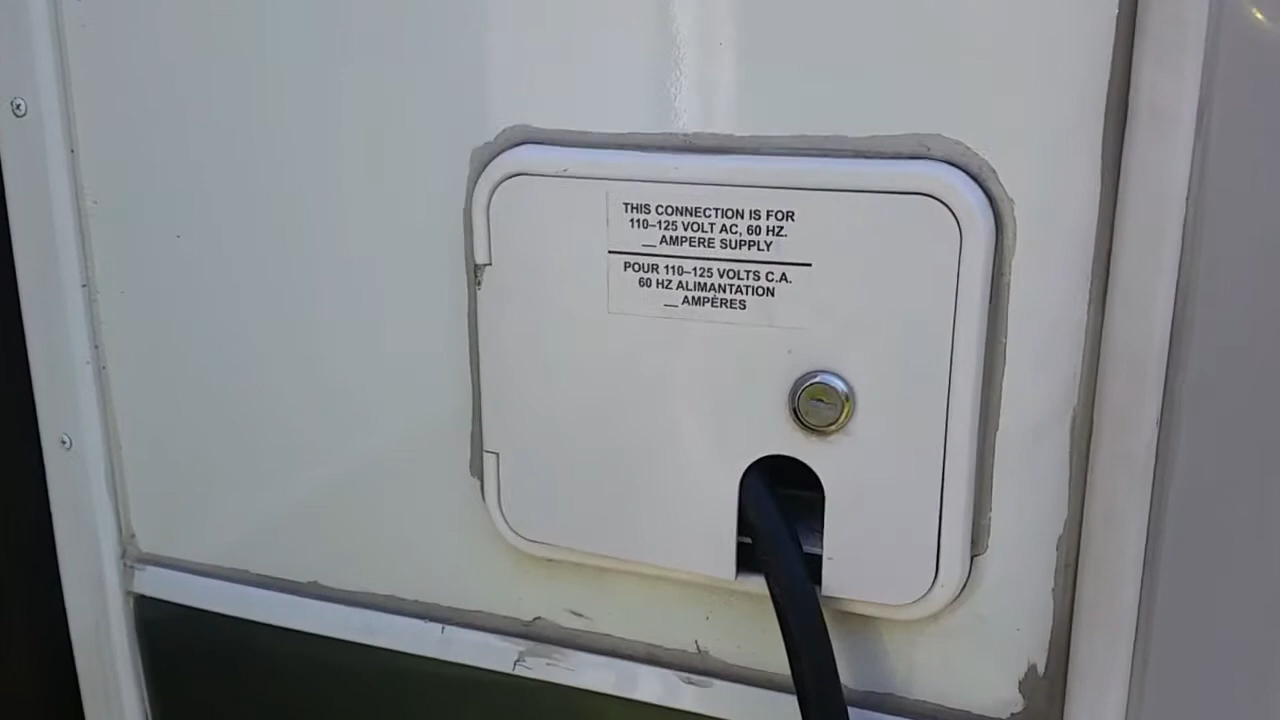 THIS CONNECTION IS FOR
110–125 VOLT AC, 60 HZ.
__ AMPERE SUPPLY
POUR 110–125 VOLTS C.A.
60 HZ ALIMANTATION
__ AMPÈRES